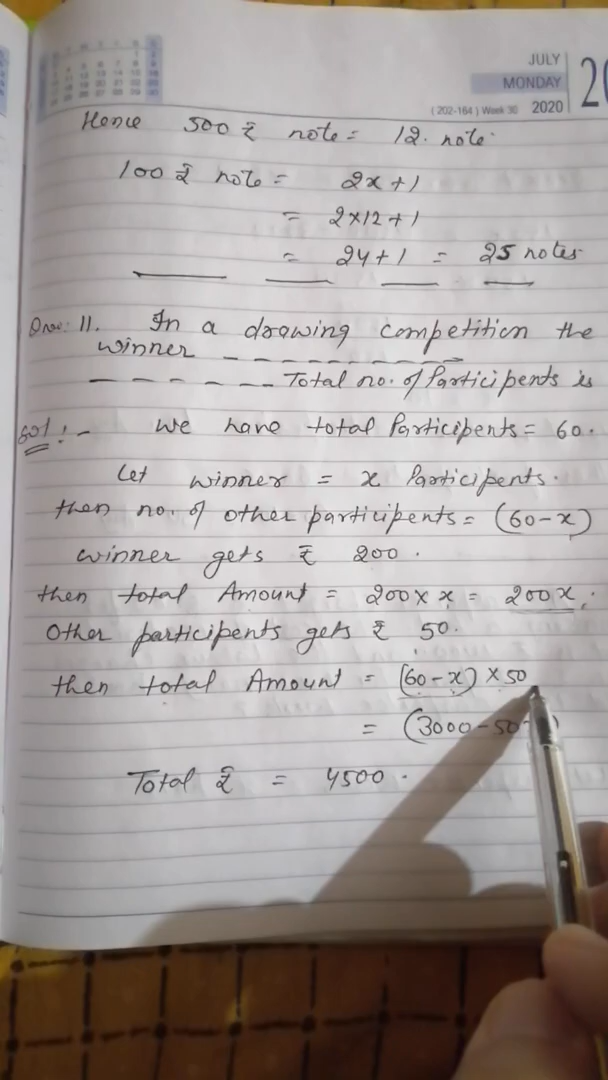 JULY
MONDAY
(202-164) Week 30 2020
Hence 500 ₹ note = 12. note.
100 ₹ note = 2x+1
= 2×12+1
= 24+1 = 25 notes
Ques: 11. In a drawing competition the
winner ----------
------ Total no. of Participents is
Sol:- We have total Participents = 60.
Let winner = x Participents.
then no. of other participents = (60-x)
winner gets ₹ 200.
then total Amount = 200×x = 200x.
Other participents gets ₹ 50.
then total Amount = (60-x)×50
= (3000-50
Total ₹ = 4500.